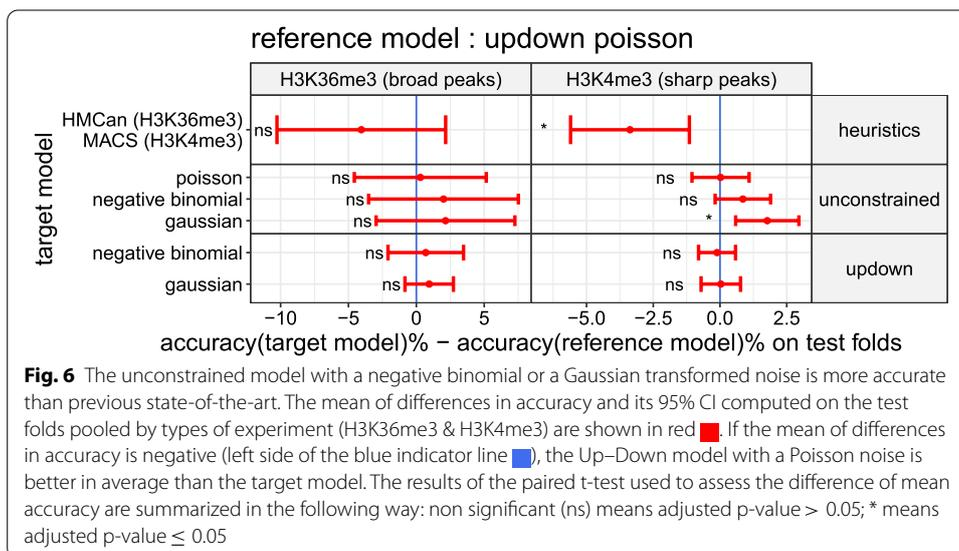 reference model : updown poisson
H3K36me3 (broad peaks) H3K4me3 (sharp peaks)
target model
HMCan (H3K36me3)
MACS (H3K4me3)
ns * heuristics
poisson ns ns
negative binomial ns ns unconstrained
gaussian ns *
negative binomial ns ns
updown
gaussian ns ns
−10 −5 0 5 −5.0 −2.5 0.0 2.5
accuracy(target model)% − accuracy(reference model)% on test folds
Fig. 6 The unconstrained model with a negative binomial or a Gaussian transformed noise is more accurate
than previous state-of-the-art. The mean of differences in accuracy and its 95% CI computed on the test
folds pooled by types of experiment (H3K36me3 & H3K4me3) are shown in red . If the mean of differences
in accuracy is negative (left side of the blue indicator line ), the Up–Down model with a Poisson noise is
better in average than the target model. The results of the paired t-test used to assess the difference of mean
accuracy are summarized in the following way: non significant (ns) means adjusted p-value > 0.05; * means
adjusted p-value ≤ 0.05